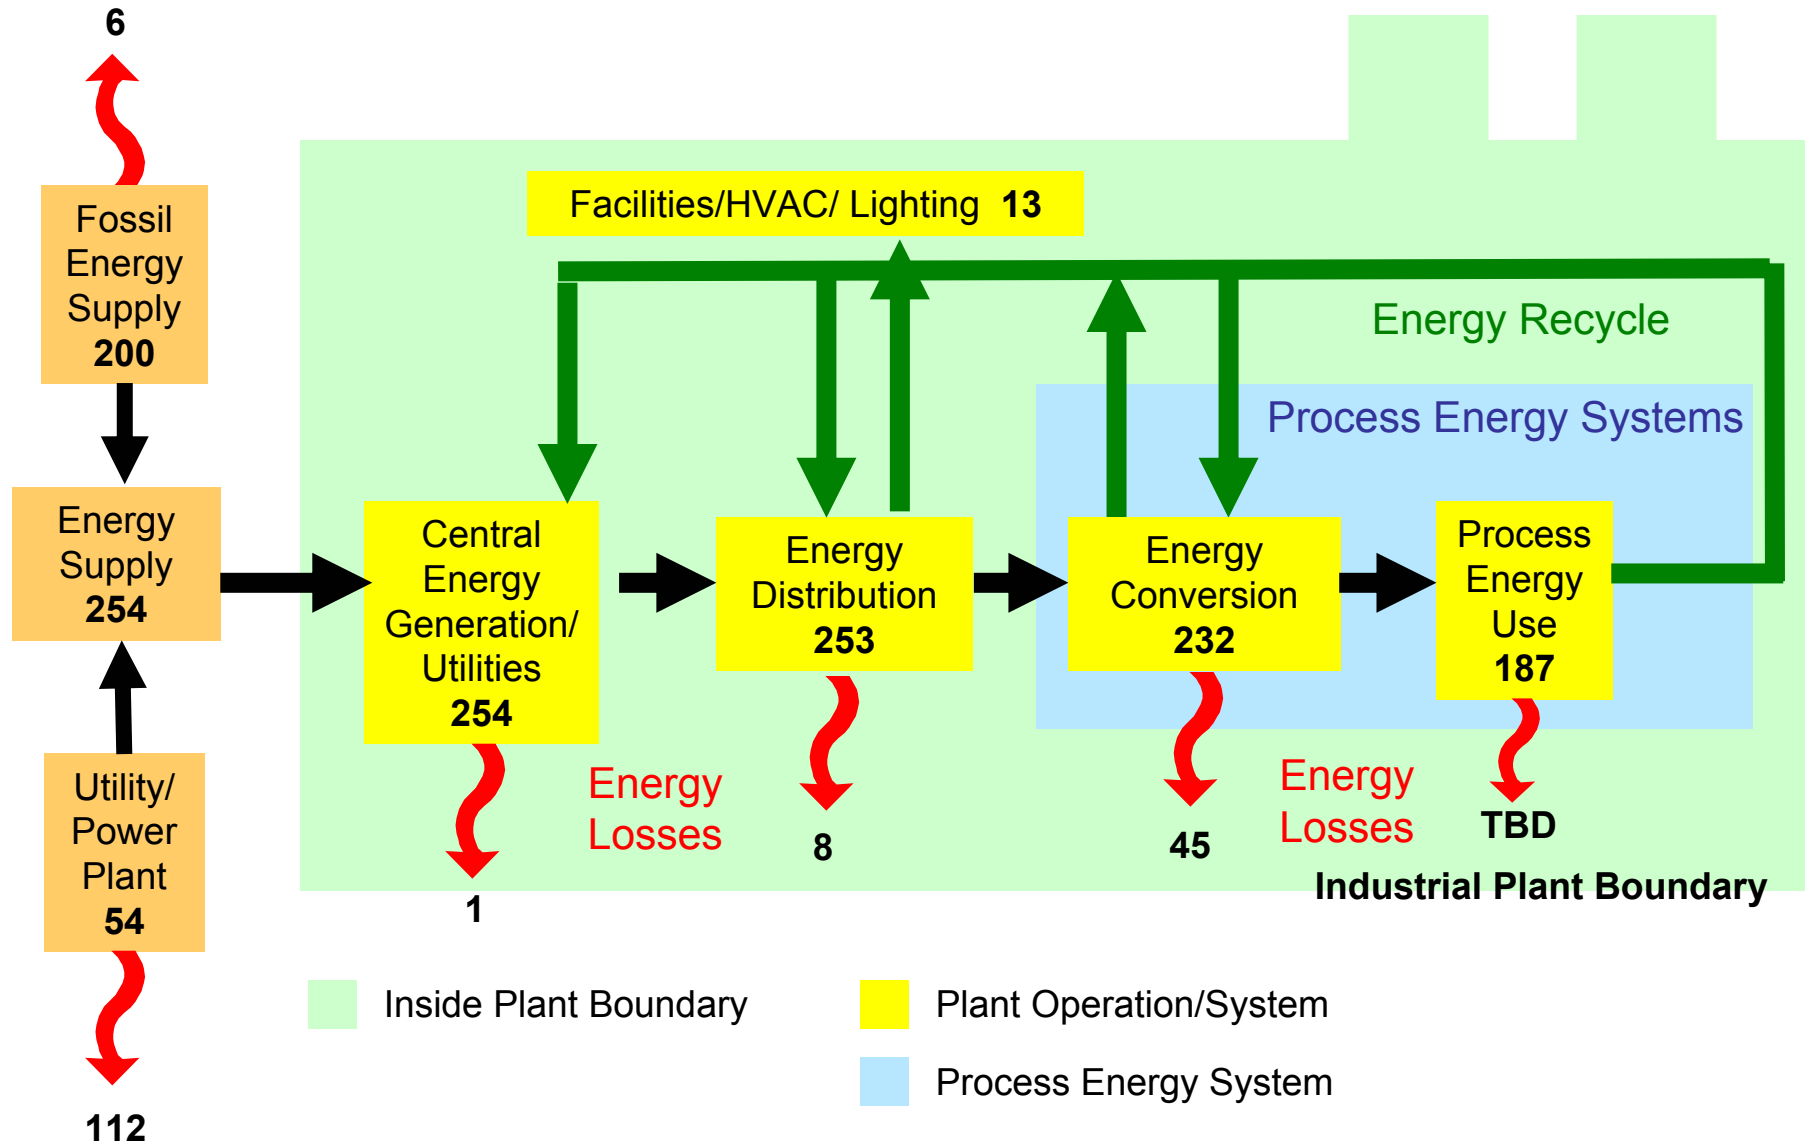 6
Fossil
Energy
Supply
200
Energy
Supply
254
Utility/
Power
Plant
54
112
Facilities/HVAC/ Lighting 13
Energy Recycle
Process Energy Systems
Central
Energy
Generation/
Utilities
254
Energy
Distribution
253
Energy
Conversion
232
Process
Energy
Use
187
Energy
Losses
1
8
45
Energy
Losses
TBD
Industrial Plant Boundary
Inside Plant Boundary
Plant Operation/System
Process Energy System